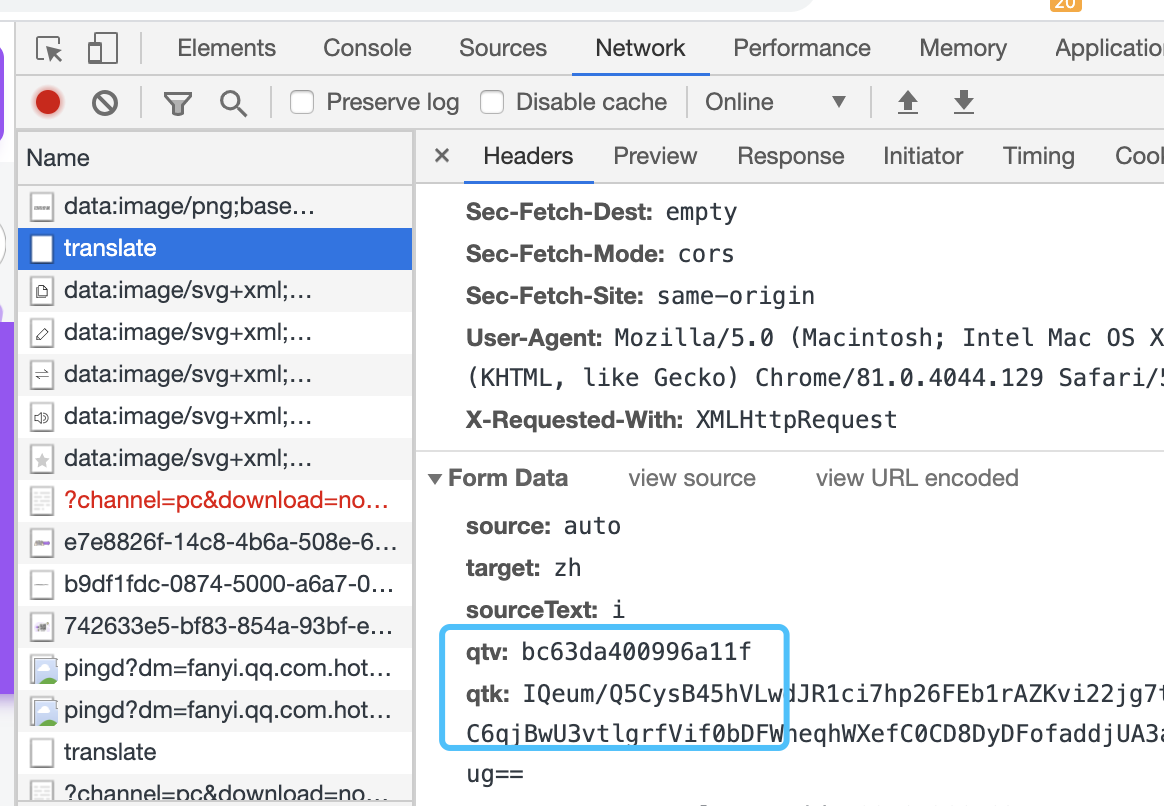 20
Elements Console Sources Network Performance Memory Applicatio
Preserve log Disable cache Online
Name
Headers Preview Response Initiator Timing Cool
data:image/png;base…
translate
data:image/svg+xml;…
data:image/svg+xml;…
data:image/svg+xml;…
data:image/svg+xml;…
data:image/svg+xml;…
?channel=pc&download=no…
e7e8826f-14c8-4b6a-508e-6…
b9df1fdc-0874-5000-a6a7-0…
742633e5-bf83-854a-93bf-e…
pingd?dm=fanyi.qq.com.hot…
pingd?dm=fanyi.qq.com.hot…
translate
?channel=pc&download=no…
Sec-Fetch-Dest: empty
Sec-Fetch-Mode: cors
Sec-Fetch-Site: same-origin
User-Agent: Mozilla/5.0 (Macintosh; Intel Mac OS X
(KHTML, like Gecko) Chrome/81.0.4044.129 Safari/5
X-Requested-With: XMLHttpRequest
Form Data view source view URL encoded
source: auto
target: zh
sourceText: i
qtv: bc63da400996a11f
qtk: IQeum/Q5CysB45hVLwdJR1ci7hp26FEb1rAZKvi22jg7t
C6qjBwU3vtlgrfVif0bDFWheqhWXefC0CD8DyDFofaddjUA3a
ug==